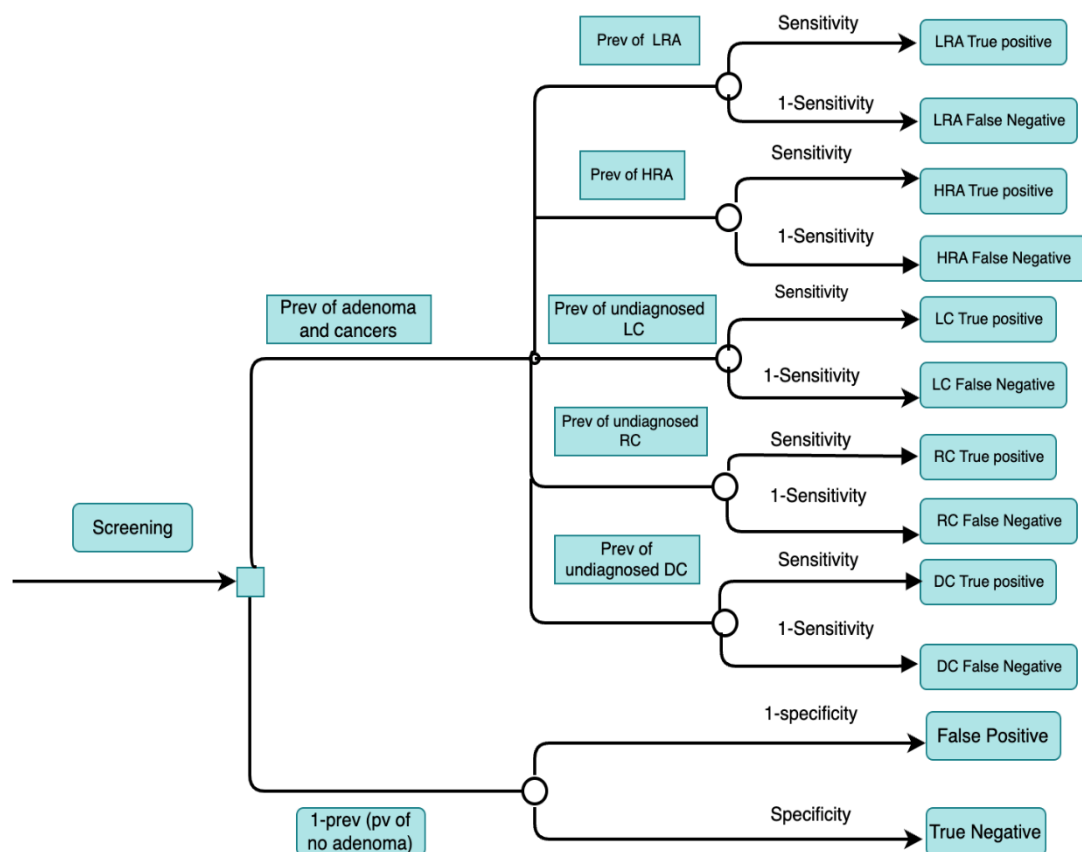 Sensitivity
Prev of  LRA
LRA True positive
1-Sensitivity
LRA False Negative
Sensitivity
Prev of HRA
HRA True positive
1-Sensitivity
HRA False Negative
Sensitivity
Prev of adenoma
and cancers
Prev of undiagnosed
LC
LC True positive
1-Sensitivity
LC False Negative
Prev of undiagnosed
RC
Sensitivity
RC True positive
1-Sensitivity
RC False Negative
Screening
Prev of
undiagnosed DC
Sensitivity
DC True positive
1-Sensitivity
DC False Negative
1-specificity
False Positive
1-prev (pv of
no adenoma)
Specificity
True Negative